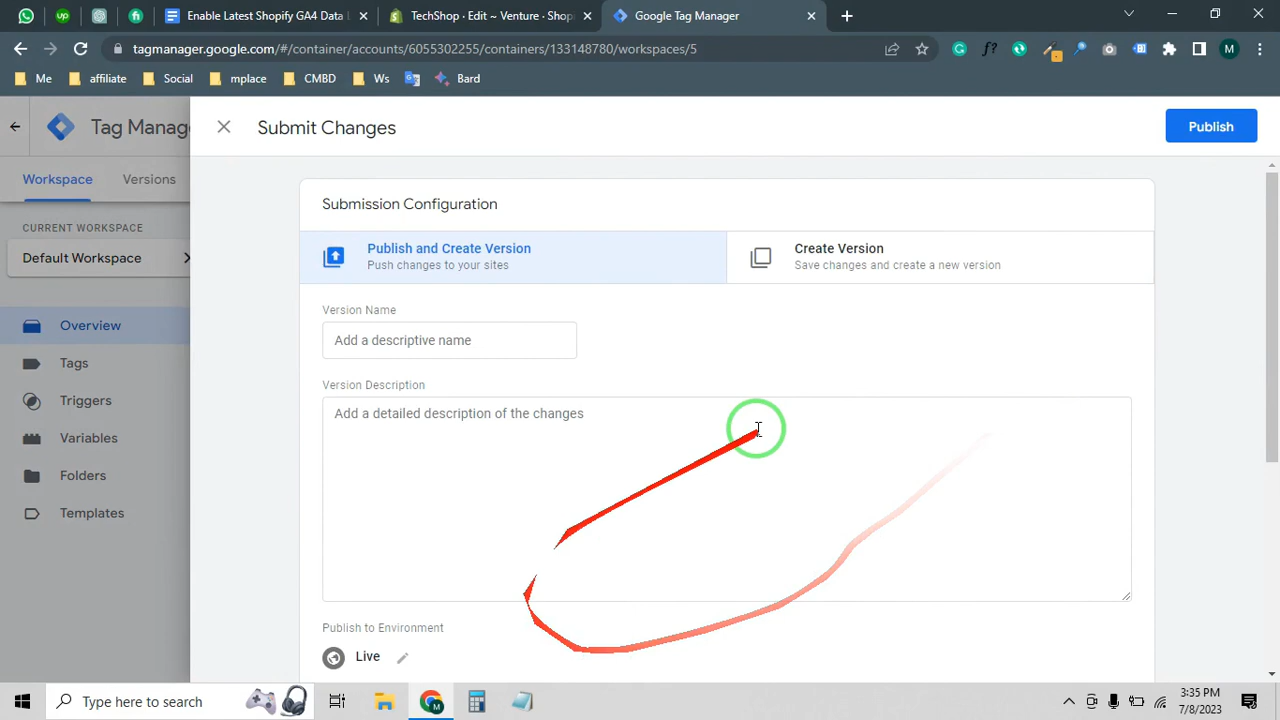 Enable Latest Shopify GA4 Data l
TechShop - Edit ~ Venture · Shop
Google Tag Manager
tagmanager.google.com/#/container/accounts/6055302255/containers/133148780/workspaces/5
Me
affiliate
Social
mplace
CMBD
Ws
Bard
Tag Manag
Submit Changes
Publish
Workspace
Versions
CURRENT WORKSPACE
Default Workspace
Overview
Tags
Triggers
Variables
Folders
Templates
Submission Configuration
Publish and Create Version
Push changes to your sites
Create Version
Save changes and create a new version
Version Name
Add a descriptive name
Version Description
Add a detailed description of the changes
Publish to Environment
Live
Type here to search
3:35 PM
7/8/2023